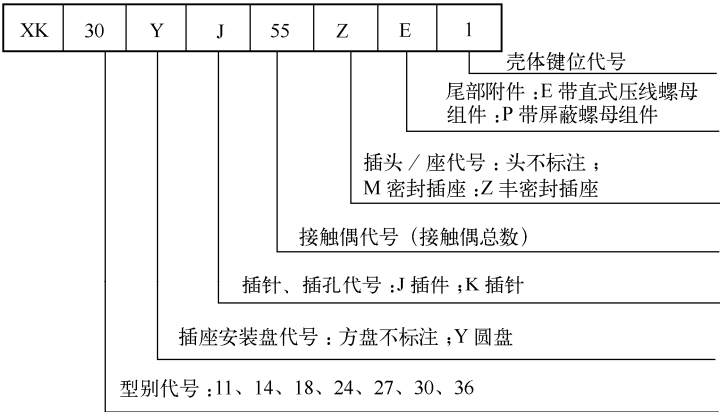 XK 30 Y J 55 Z E 1
壳体键位代号
尾部附件:E 带直式压线螺母
组件:P 带屏蔽螺母组件
插头/座代号:头不标注;
M 密封插座:Z 丰密封插座
接触偶代号(接触偶总数)
插针、插孔代号:J 插件;K 插针
插座安装盘代号:方盘不标注;Y 圆盘
型别代号:11、14、18、24、27、30、36